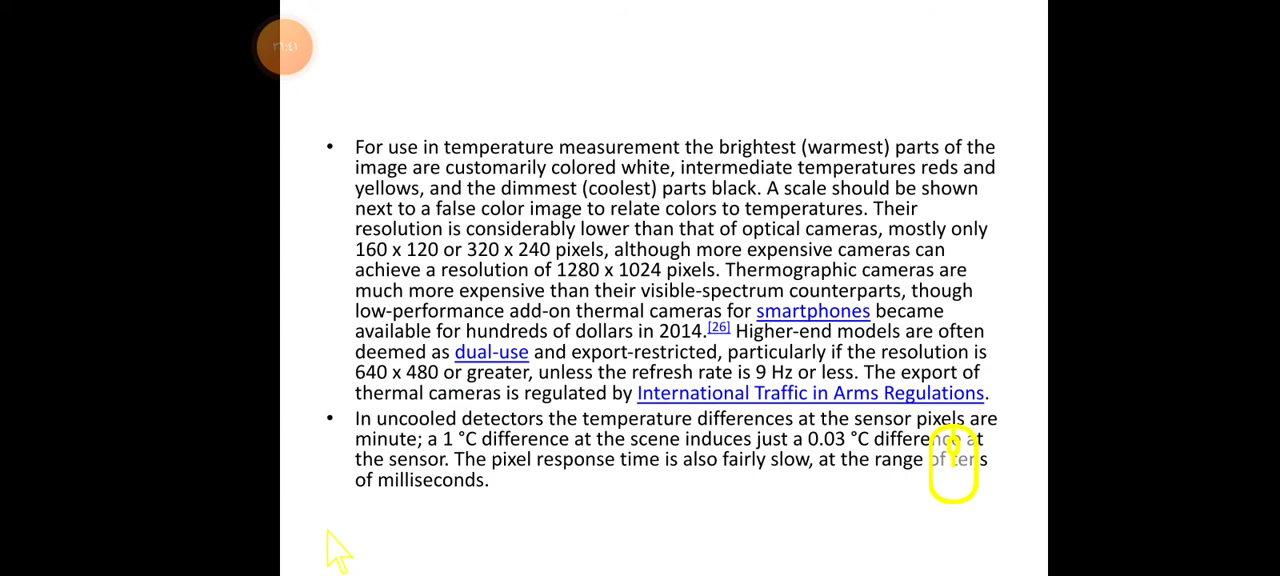 ٢٦:٤١
• For use in temperature measurement the brightest (warmest) parts of the
image are customarily colored white, intermediate temperatures reds and
yellows, and the dimmest (coolest) parts black. A scale should be shown
next to a false color image to relate colors to temperatures. Their
resolution is considerably lower than that of optical cameras, mostly only
160 x 120 or 320 x 240 pixels, although more expensive cameras can
achieve a resolution of 1280 x 1024 pixels. Thermographic cameras are
much more expensive than their visible-spectrum counterparts, though
low-performance add-on thermal cameras for smartphones became
available for hundreds of dollars in 2014.[26] Higher-end models are often
deemed as dual-use and export-restricted, particularly if the resolution is
640 x 480 or greater, unless the refresh rate is 9 Hz or less. The export of
thermal cameras is regulated by International Traffic in Arms Regulations.
• In uncooled detectors the temperature differences at the sensor pixels are
minute; a 1 °C difference at the scene induces just a 0.03 °C difference at
the sensor. The pixel response time is also fairly slow, at the range of tens
of milliseconds.